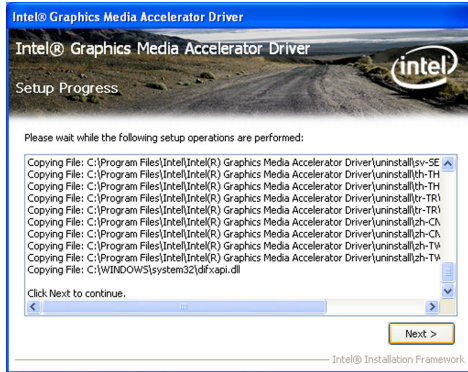 Intel® Graphics Media Accelerator Driver
Intel® Graphics Media Accelerator Driver
intel
Setup Progress
Please wait while the following setup operations are performed:
Copying File: C:\Program Files\Intel\Intel(R) Graphics Media Accelerator Driver\uninstall\sv-SE
Copying File: C:\Program Files\Intel\Intel(R) Graphics Media Accelerator Driver\uninstall\th-TH
Copying File: C:\Program Files\Intel\Intel(R) Graphics Media Accelerator Driver\uninstall\th-TH
Copying File: C:\Program Files\Intel\Intel(R) Graphics Media Accelerator Driver\uninstall\tr-TR\
Copying File: C:\Program Files\Intel\Intel(R) Graphics Media Accelerator Driver\uninstall\tr-TR\
Copying File: C:\Program Files\Intel\Intel(R) Graphics Media Accelerator Driver\uninstall\zh-CN
Copying File: C:\Program Files\Intel\Intel(R) Graphics Media Accelerator Driver\uninstall\zh-CN
Copying File: C:\Program Files\Intel\Intel(R) Graphics Media Accelerator Driver\uninstall\zh-TW
Copying File: C:\Program Files\Intel\Intel(R) Graphics Media Accelerator Driver\uninstall\zh-TW
Copying File: C:\WINDOWS\system32\difxapi.dll
Click Next to continue.
Next >
Intel® Installation Framework